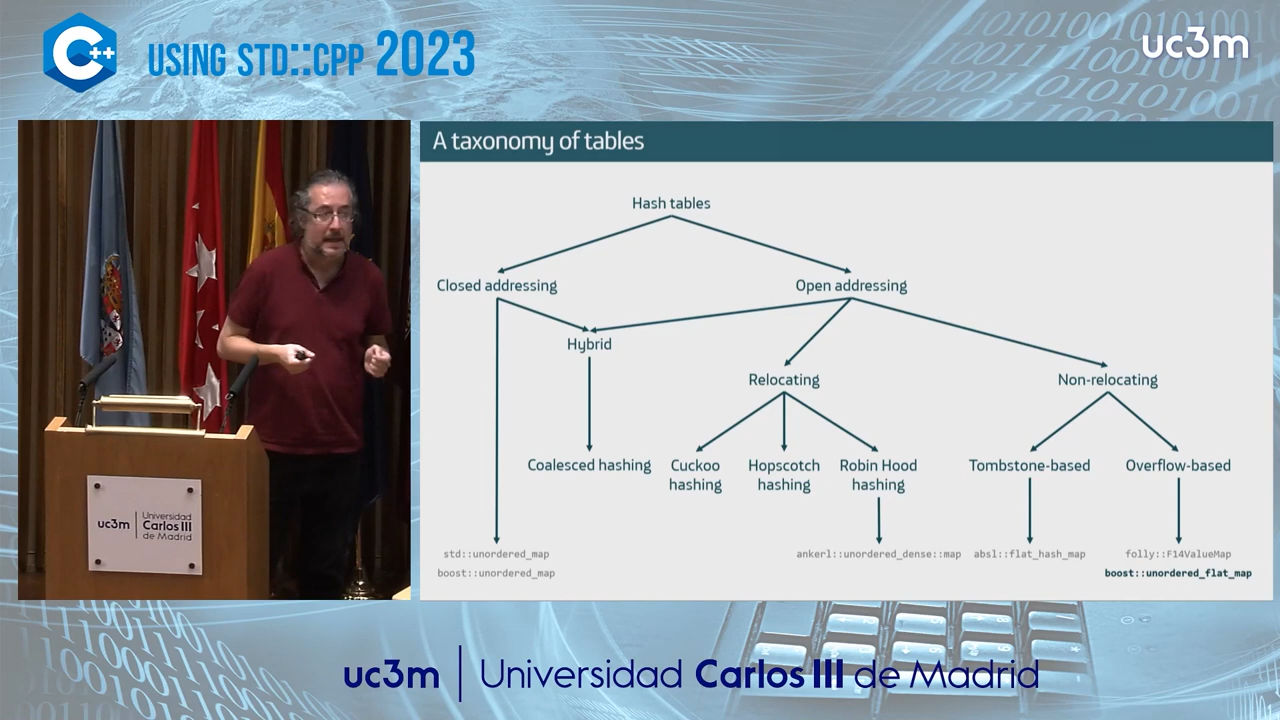 C++
USING STD::CPP 2023
uc3m
A taxonomy of tables
Hash tables
Closed addressing
Open addressing
Hybrid
Relocating
Non-relocating
Coalesced hashing
Cuckoo
hashing
Hopscotch
hashing
Robin Hood
hashing
Tombstone-based
Overflow-based
std::unordered_map
boost::unordered_map
ankerl::unordered_dense::map
absl::flat_hash_map
folly::F14ValueMap
boost::unordered_flat_map
uc3m
Universidad
Carlos III
de Madrid
uc3m | Universidad Carlos III de Madrid